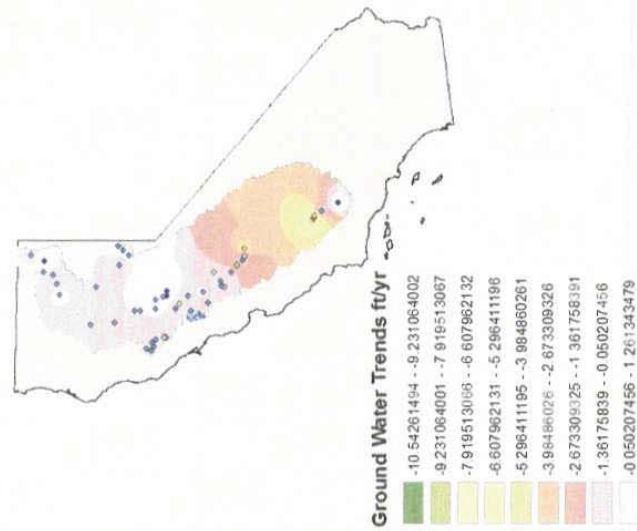 Ground Water Trends ft/yr
-10 54261494 - -9.231064002
-9.231064001 - -7 919513067
-7.919513066 - -6 607962132
-6.607962131 - -5 296411196
-5.296411195 - -3 984860261
-3.98486026 - -2.673309326
-2.673309325 - -1 361758391
-1.36175839 - -0.050207456
-0.050207456 - 1 261343479